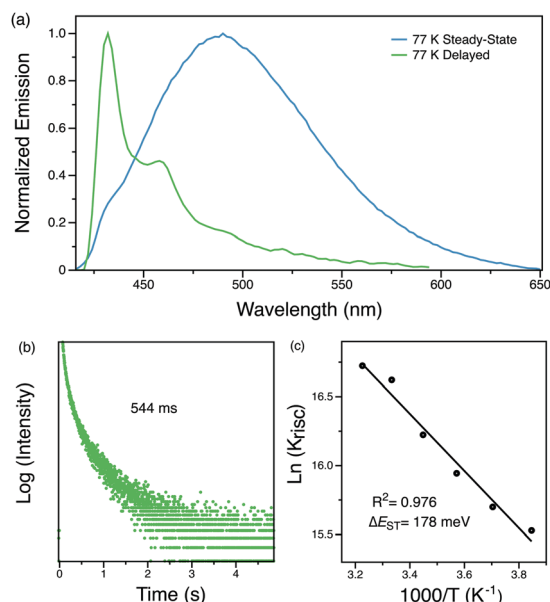 (a)
77 K Steady-State
77 K Delayed
Normalized Emission
1.0
0.8
0.6
0.4
0.2
0
450
500
550
600
650
Wavelength (nm)
(b)
544 ms
Log (Intensity)
0
1
2
3
4
Time (s)
(c)
Ln (Krisc)
16.5
16.0
15.5
R²= 0.976
ΔE_ST= 178 meV
3.2
3.4
3.6
3.8
1000/T (K⁻¹)